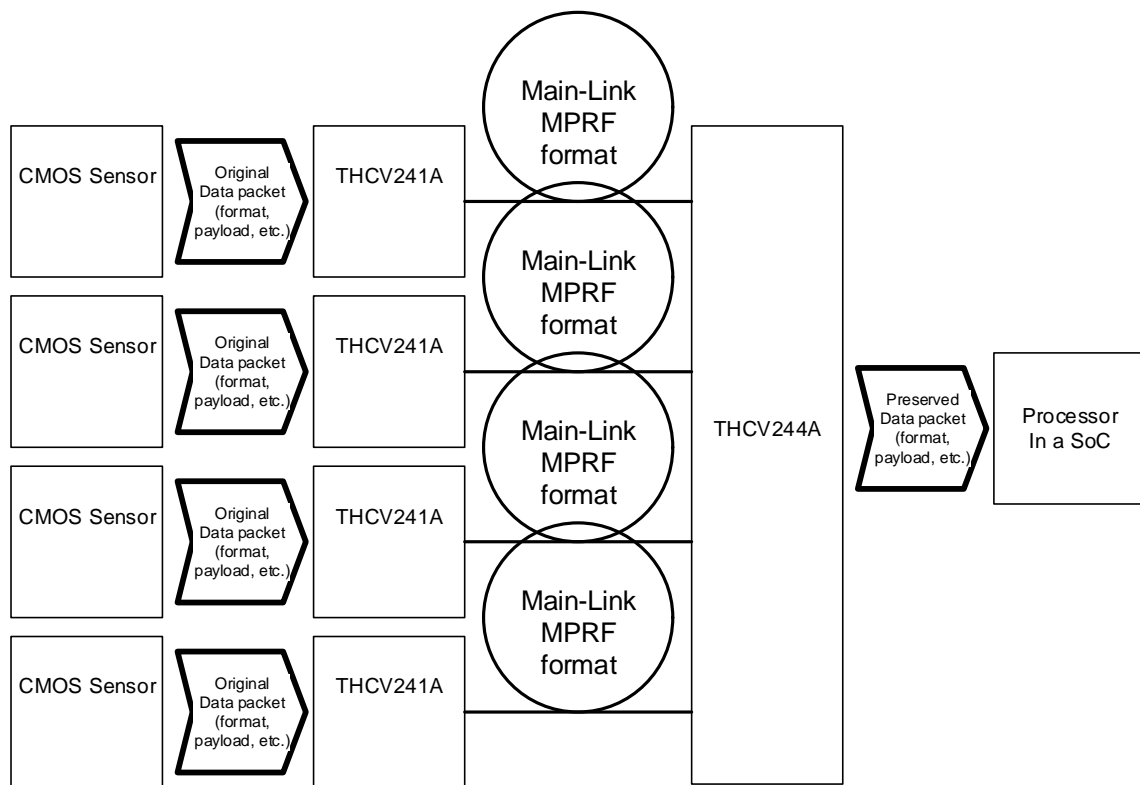 Main-Link
MPRF
format
CMOS Sensor
Original
Data packet
(format,
payload, etc.)
THCV241A
Main-Link
MPRF
format
CMOS Sensor
Original
Data packet
(format,
payload, etc.)
THCV241A
Main-Link
MPRF
format
CMOS Sensor
Original
Data packet
(format,
payload, etc.)
THCV241A
Main-Link
MPRF
format
CMOS Sensor
Original
Data packet
(format,
payload, etc.)
THCV241A
THCV244A
Preserved
Data packet
(format,
payload, etc.)
Processor
In a SoC